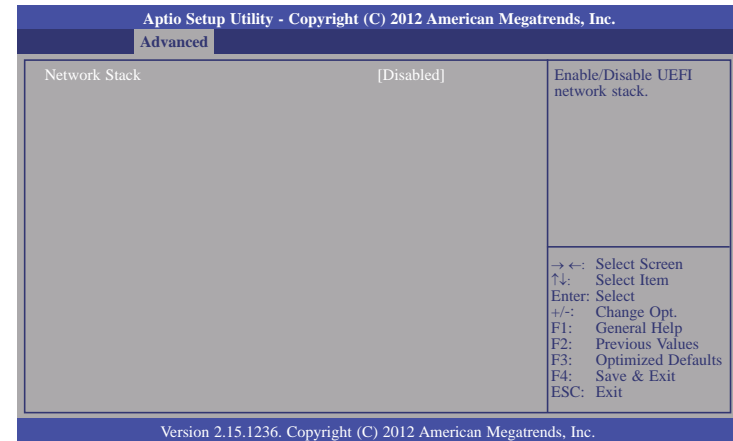 Aptio Setup Utility - Copyright (C) 2012 American Megatrends, Inc.
Advanced
Network Stack [Disabled]
Enable/Disable UEFI
network stack.
→ ←: Select Screen
↑↓: Select Item
Enter: Select
+/-: Change Opt.
F1: General Help
F2: Previous Values
F3: Optimized Defaults
F4: Save & Exit
ESC: Exit
Version 2.15.1236. Copyright (C) 2012 American Megatrends, Inc.